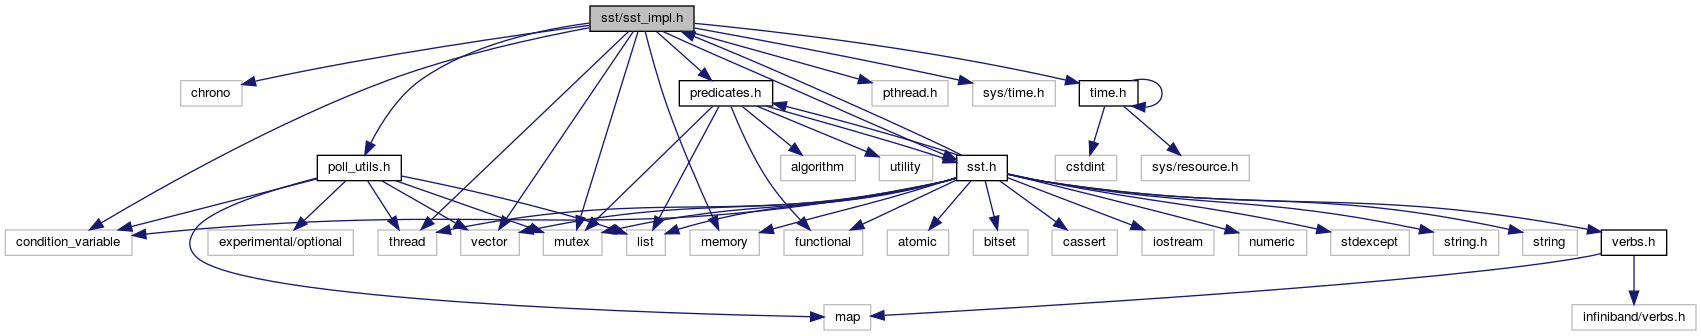 sst/sst_impl.h
chrono
predicates.h
pthread.h
sys/time.h
time.h
poll_utils.h
algorithm
utility
sst.h
cstdint
sys/resource.h
condition_variable
experimental/optional
thread
vector
mutex
list
memory
functional
atomic
bitset
cassert
iostream
numeric
stdexcept
string.h
string
verbs.h
map
infiniband/verbs.h